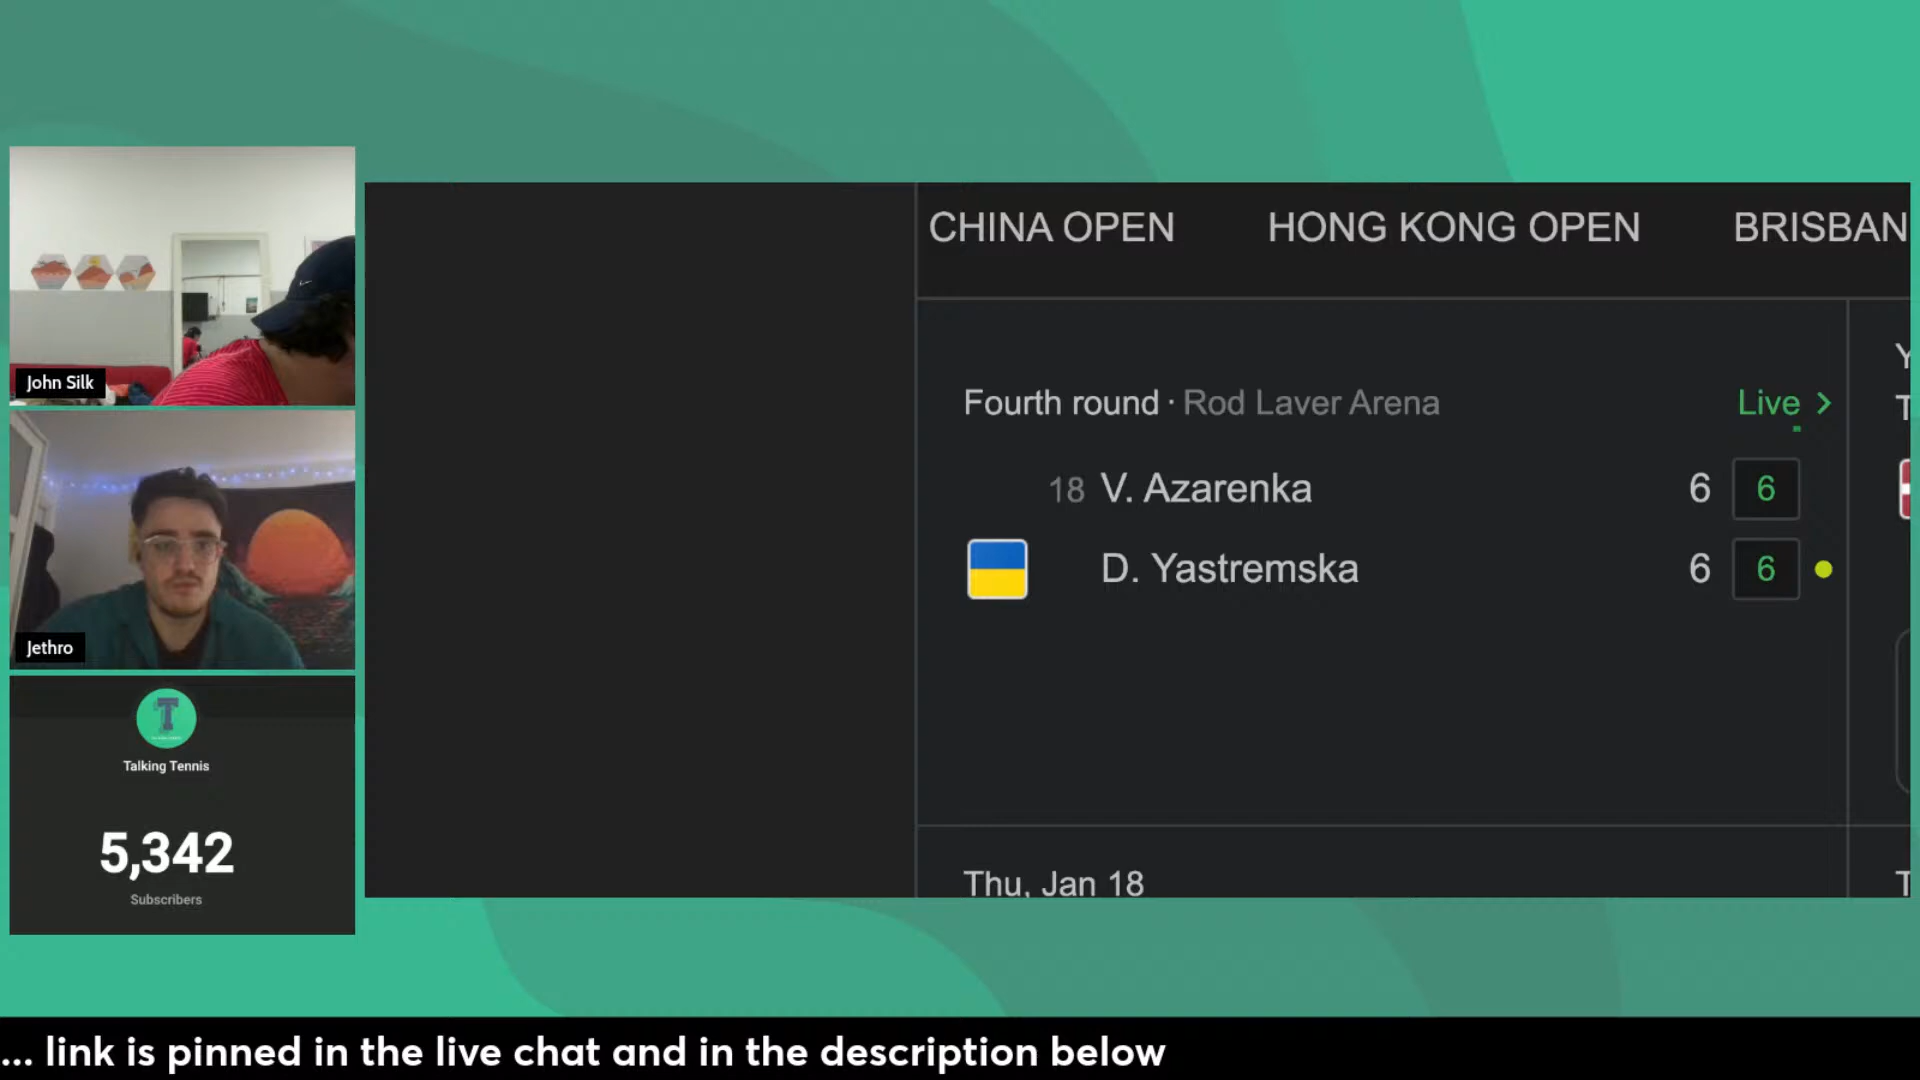 CHINA OPEN HONG KONG OPEN BRISBAN
Fourth round · Rod Laver Arena Live
18 V. Azarenka 6 6
D. Yastremska 6 6
Thu, Jan 18
Y
T
T
John Silk
Jethro
T
Talking Tennis
5,342
Subscribers
... link is pinned in the live chat and in the description below